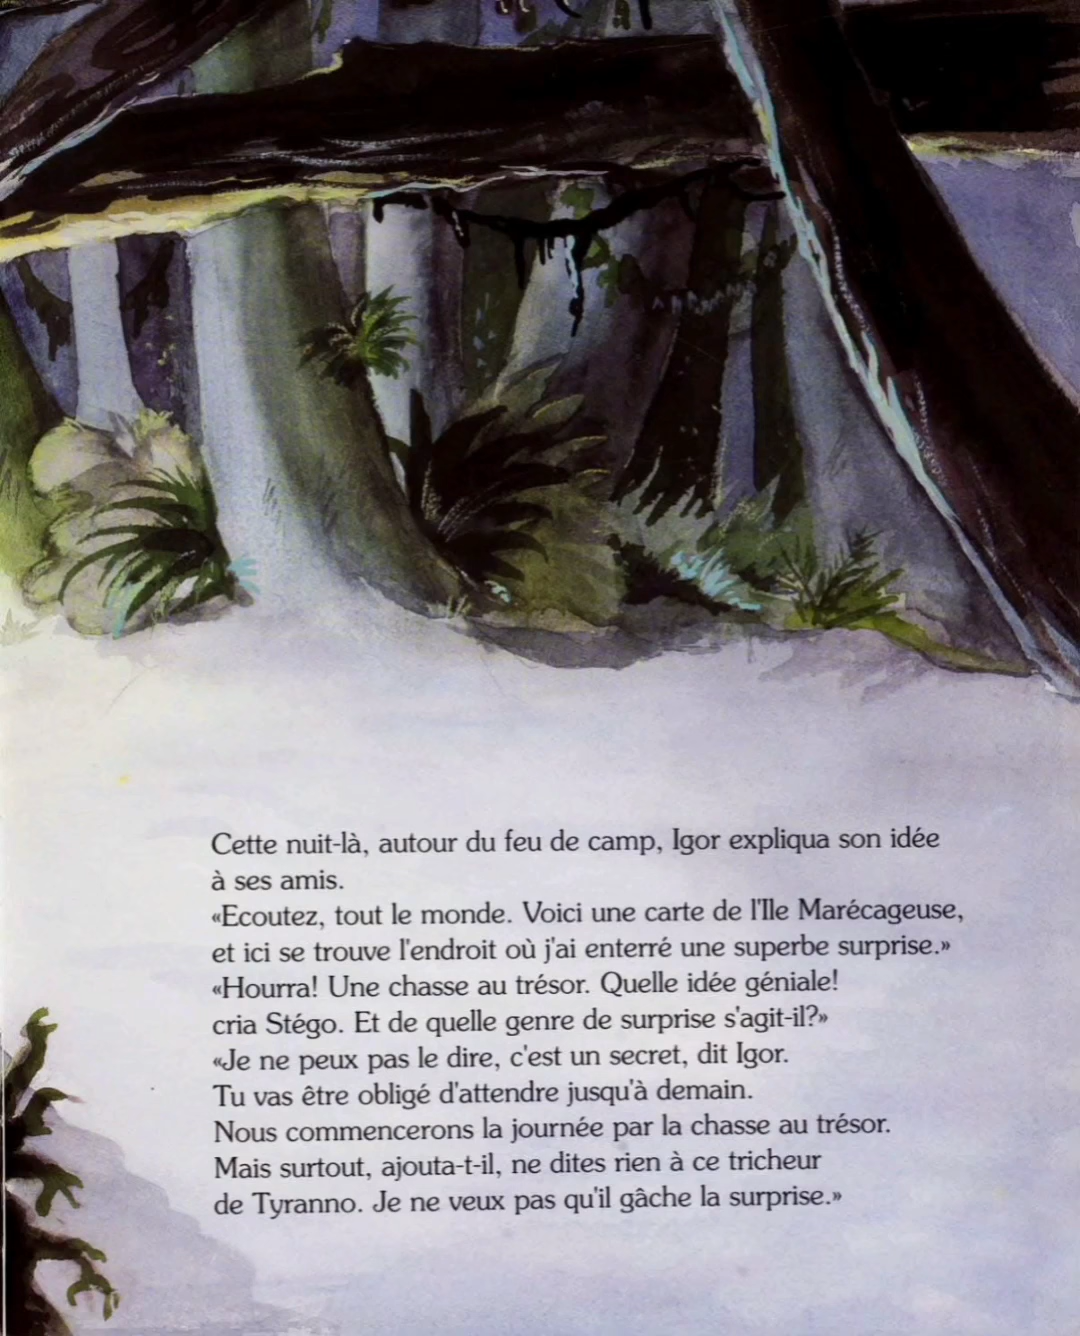 Cette nuit-là, autour du feu de camp, Igor expliqua son idée
à ses amis.
«Ecoutez, tout le monde. Voici une carte de l'Ile Marécageuse,
et ici se trouve l'endroit où j'ai enterré une superbe surprise.»
«Hourra! Une chasse au trésor. Quelle idée géniale!
cria Stégo. Et de quelle genre de surprise s'agit-il?»
«Je ne peux pas le dire, c'est un secret, dit Igor.
Tu vas être obligé d'attendre jusqu'à demain.
Nous commencerons la journée par la chasse au trésor.
Mais surtout, ajouta-t-il, ne dites rien à ce tricheur
de Tyranno. Je ne veux pas qu'il gâche la surprise.»